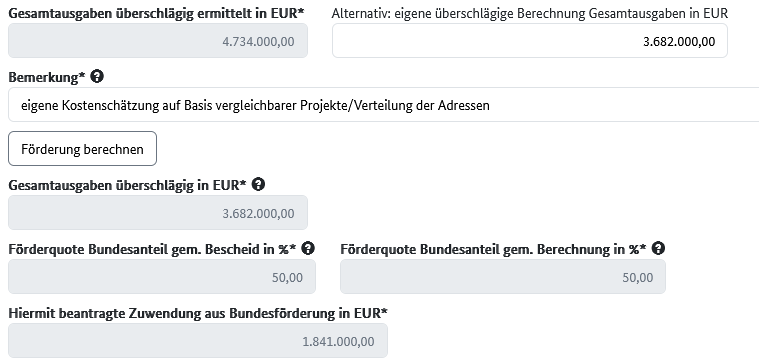 Gesamtausgaben überschlägig ermittelt in EUR* Alternativ: eigene überschlägige Berechnung Gesamtausgaben in EUR
4.734.000,00 3.682.000,00
Bemerkung* ?
eigene Kostenschätzung auf Basis vergleichbarer Projekte/Verteilung der Adressen
Förderung berechnen
Gesamtausgaben überschlägig in EUR* ?
3.682.000,00
Förderquote Bundesanteil gem. Bescheid in %* ? Förderquote Bundesanteil gem. Berechnung in %* ?
50,00 50,00
Hiermit beantragte Zuwendung aus Bundesförderung in EUR*
1.841.000,00